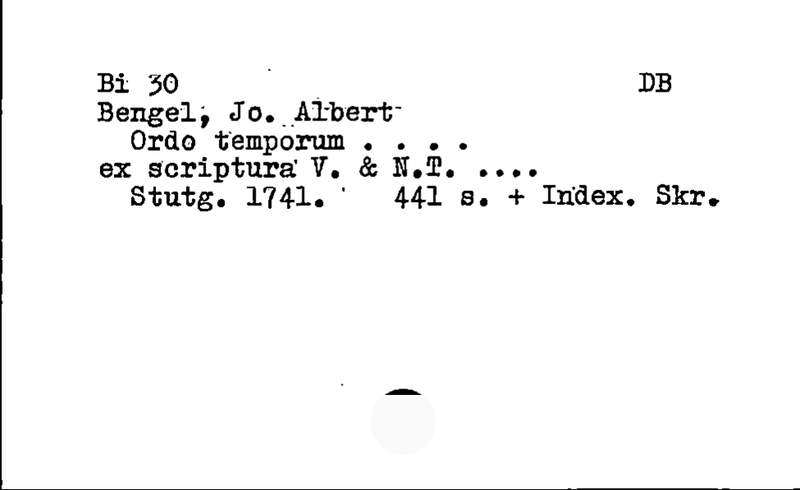 Bi 30 DB
Bengel, Jo. Albert
Ordo temporum . . . .
ex scriptura V. & N.T. ....
Stutg. 1741. 441 s. + Index. Skr.